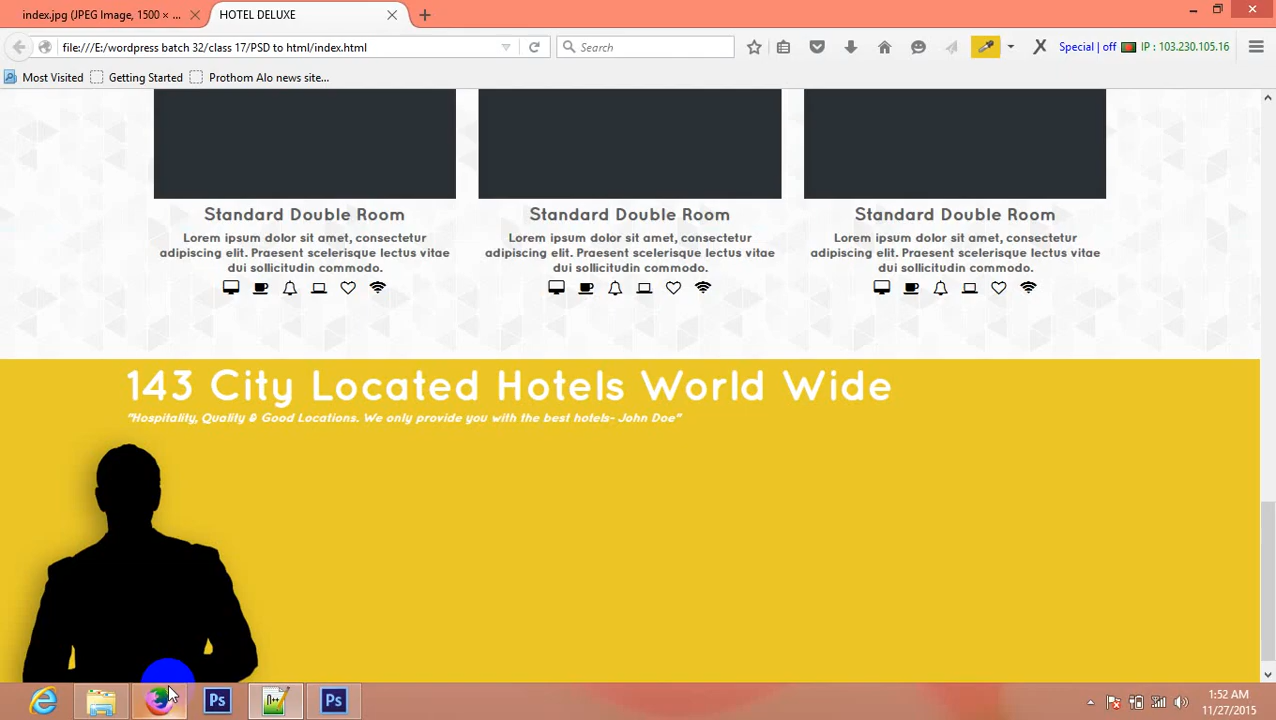 index.jpg (JPEG Image, 1500 × ...
HOTEL DELUXE
file:///E:/wordpress batch 32/class 17/PSD to html/index.html
Search
Special | off
IP : 103.230.105.16
Most Visited
Getting Started
Prothom Alo news site...
Standard Double Room
Lorem ipsum dolor sit amet, consectetur
adipiscing elit. Praesent scelerisque lectus vitae
dui sollicitudin commodo.
Standard Double Room
Lorem ipsum dolor sit amet, consectetur
adipiscing elit. Praesent scelerisque lectus vitae
dui sollicitudin commodo.
Standard Double Room
Lorem ipsum dolor sit amet, consectetur
adipiscing elit. Praesent scelerisque lectus vitae
dui sollicitudin commodo.
143 City Located Hotels World Wide
"Hospitality, Quality & Good Locations. We only provide you with the best hotels- John Doe"
Ps
Ps
1:52 AM
11/27/2015